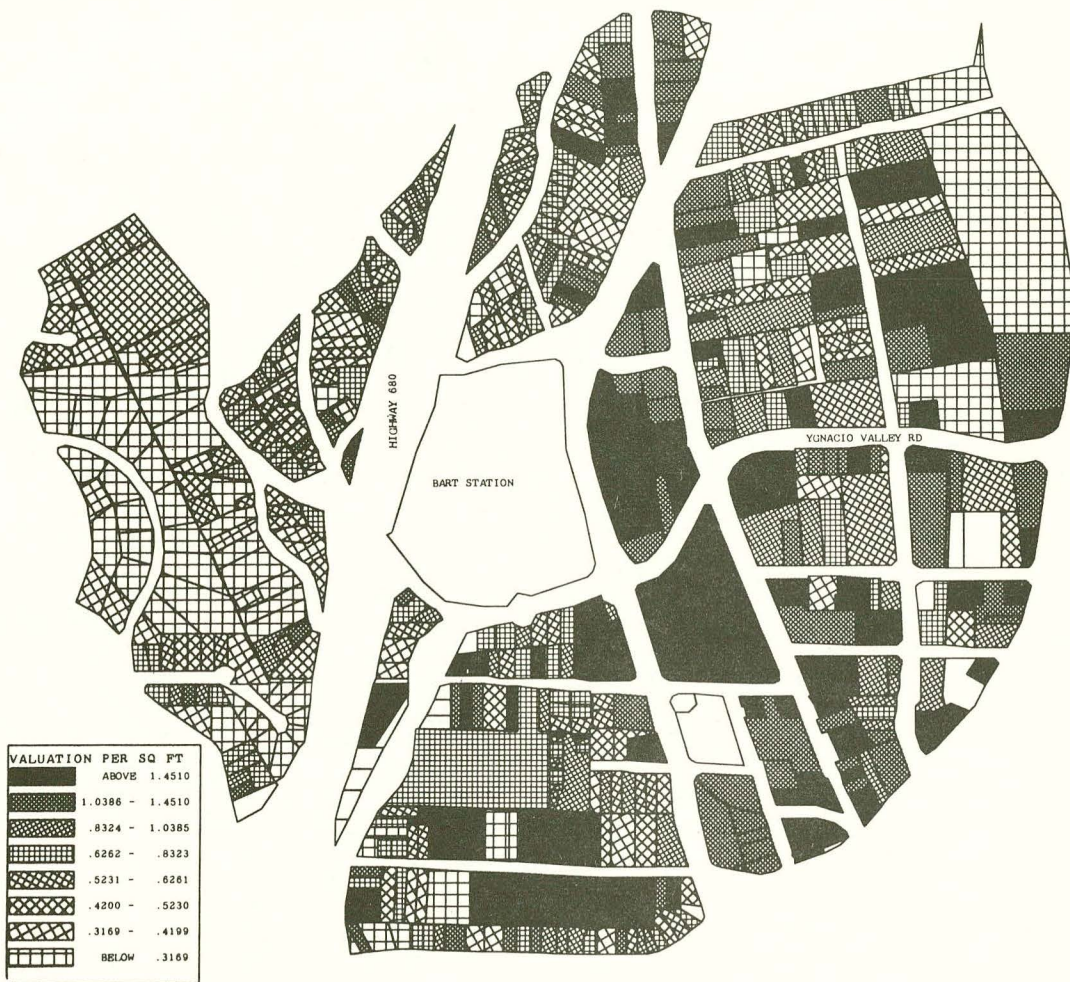 HIGHWAY 680
YGNACIO VALLEY RD
BART STATION
VALUATION PER SQ FT
ABOVE 1.4510
1.0386 - 1.4510
.8324 - 1.0385
.6262 - .8323
.5231 - .6261
.4200 - .5230
.3169 - .4199
BELOW .3169